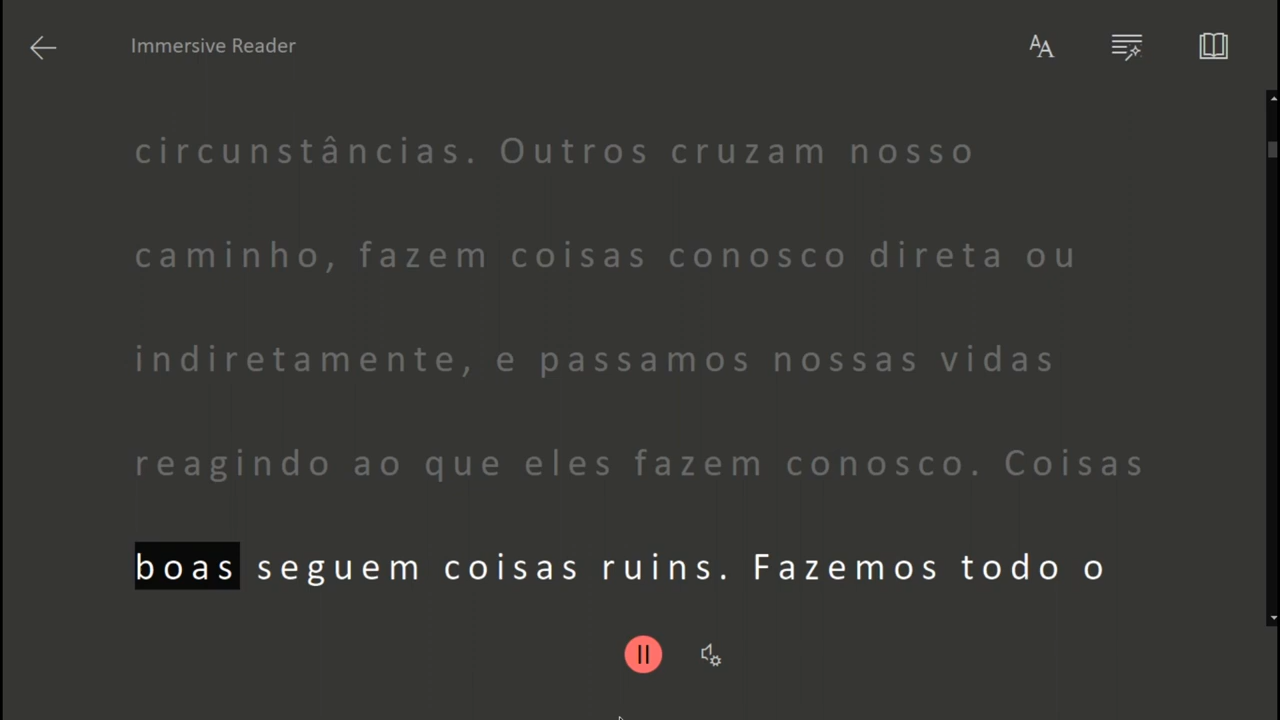 Immersive Reader
circunstâncias. Outros cruzam nosso
caminho, fazem coisas conosco direta ou
indiretamente, e passamos nossas vidas
reagindo ao que eles fazem conosco. Coisas
boas seguem coisas ruins. Fazemos todo o